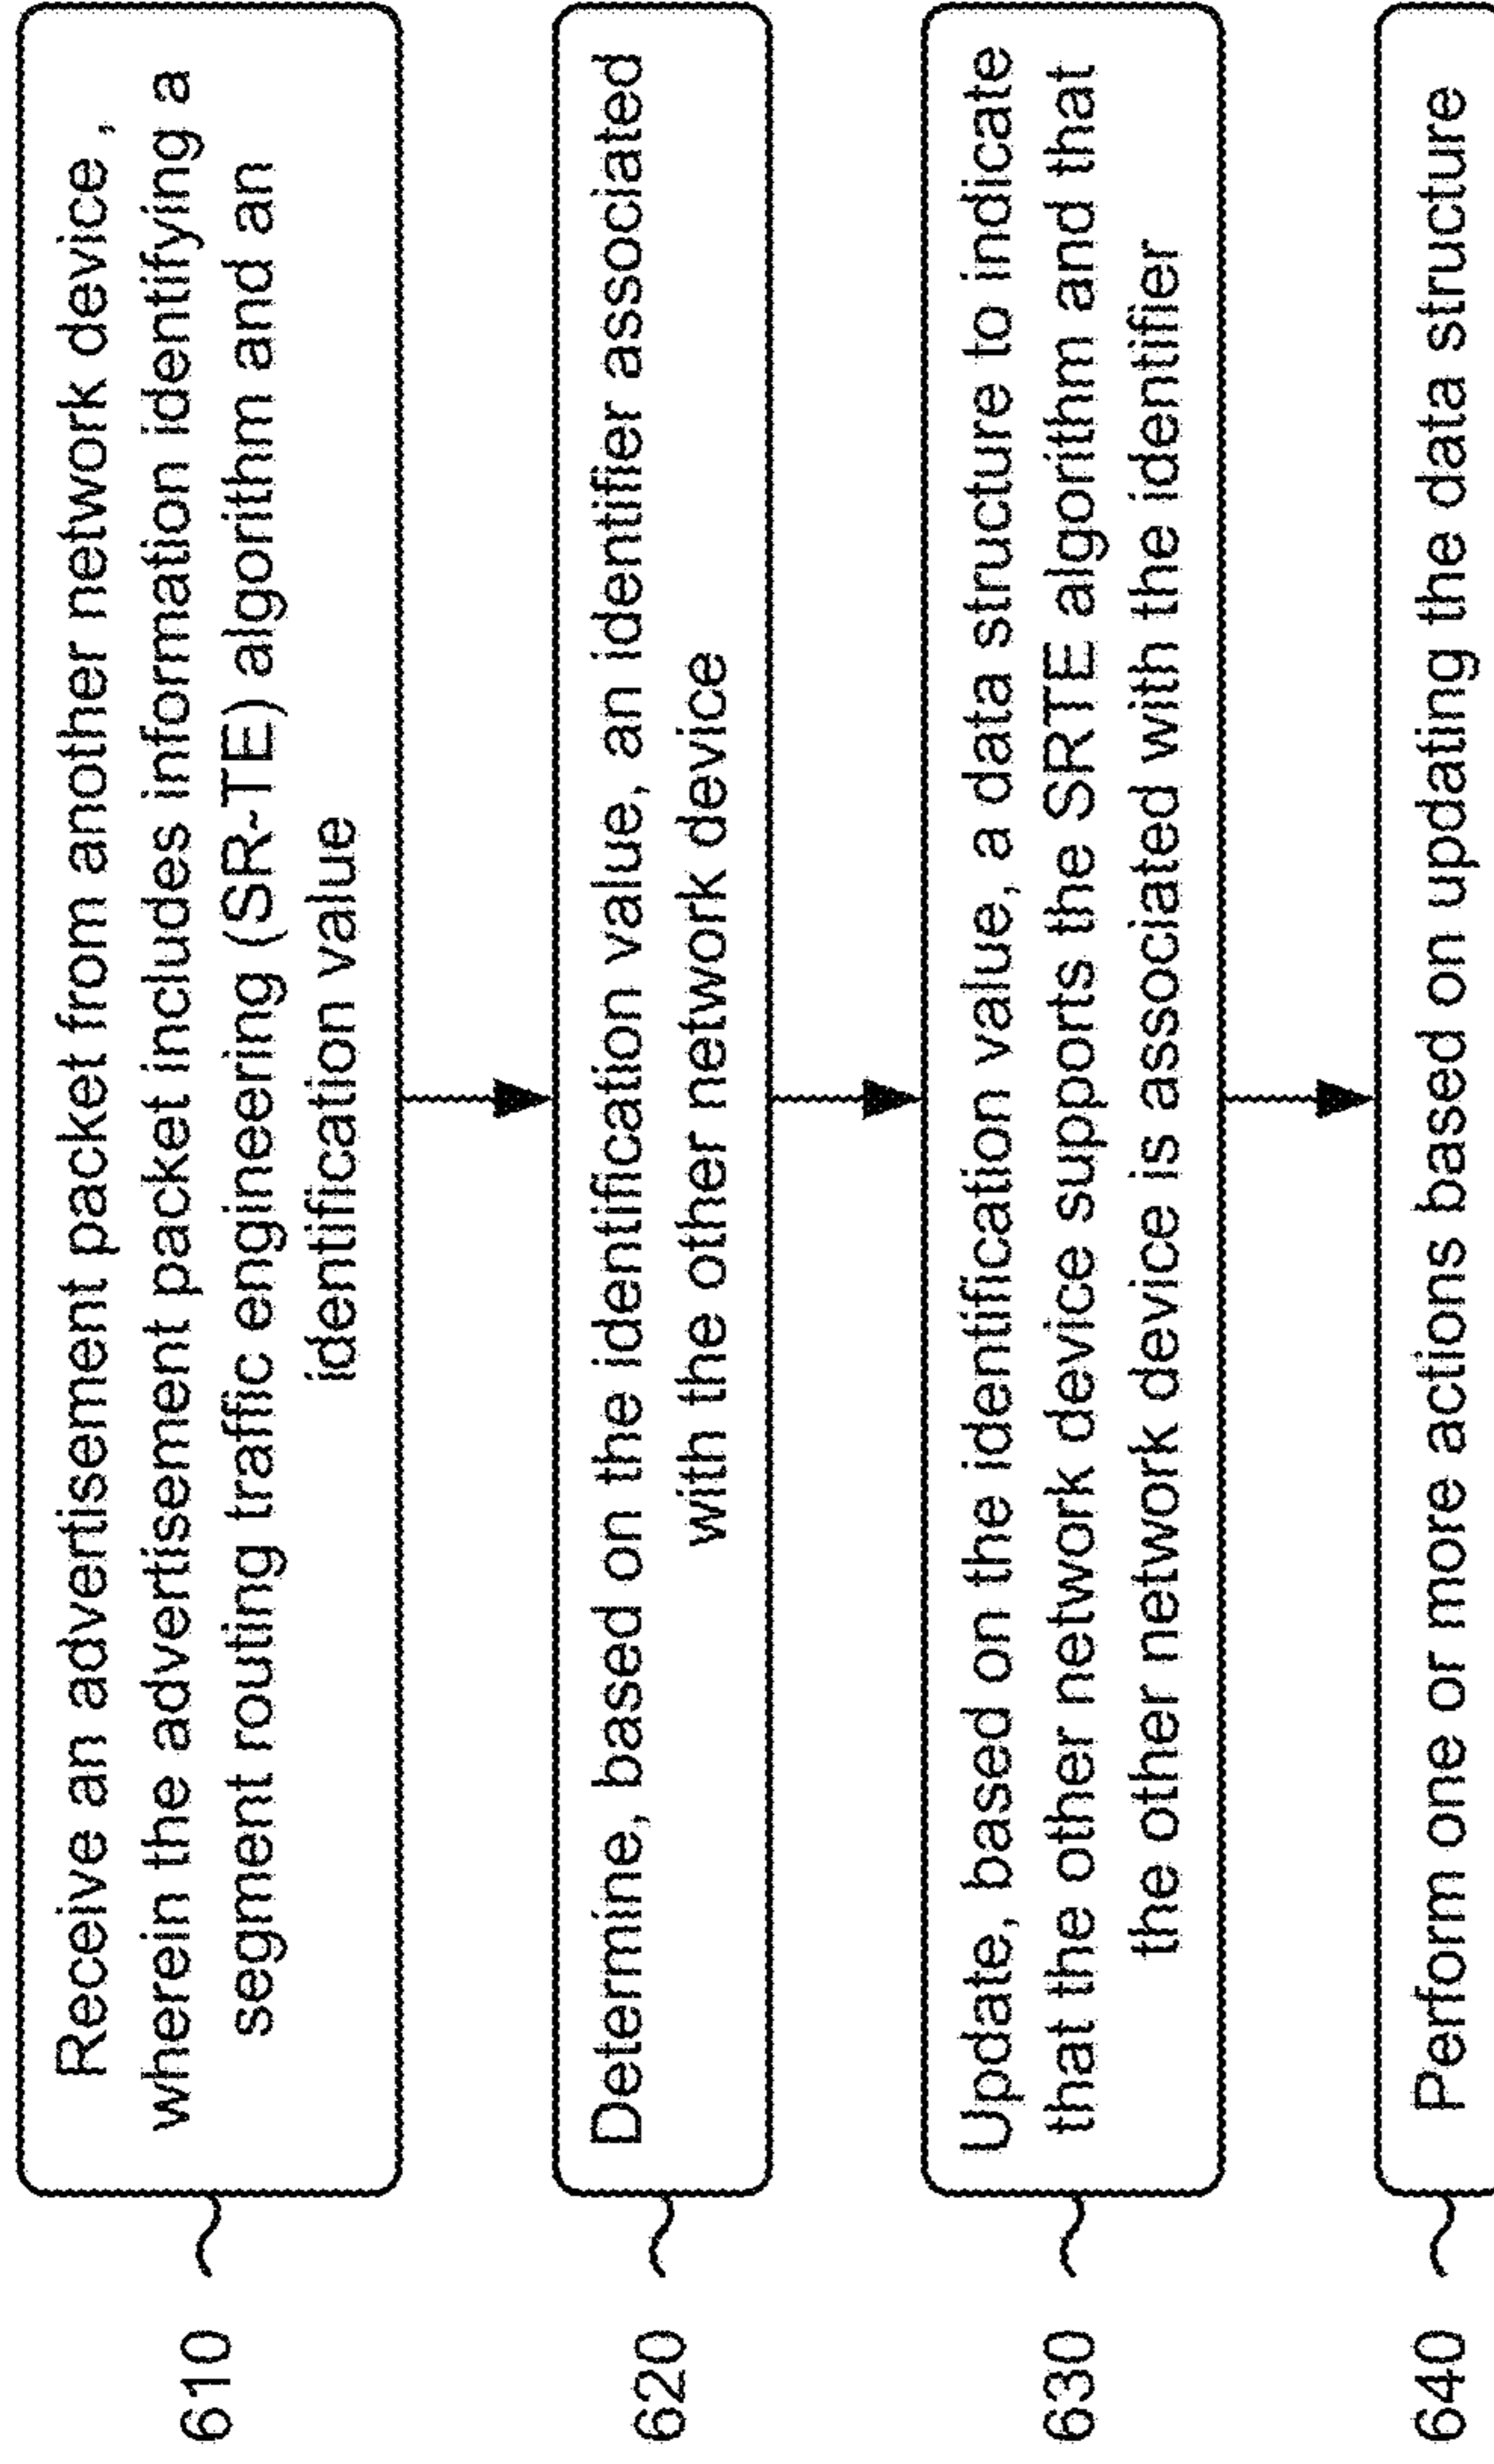 610
Receive an advertisement packet from another network device,
wherein the advertisement packet includes information identifying a
segment routing traffic engineering (SR-TE) algorithm and an
identification value
620
Determine, based on the identification value, an identifier associated
with the other network device
630
Update, based on the identification value, a data structure to indicate
that the other network device supports the SRTE algorithm and that
the other network device is associated with the identifier
640
Perform one or more actions based on updating the data structure